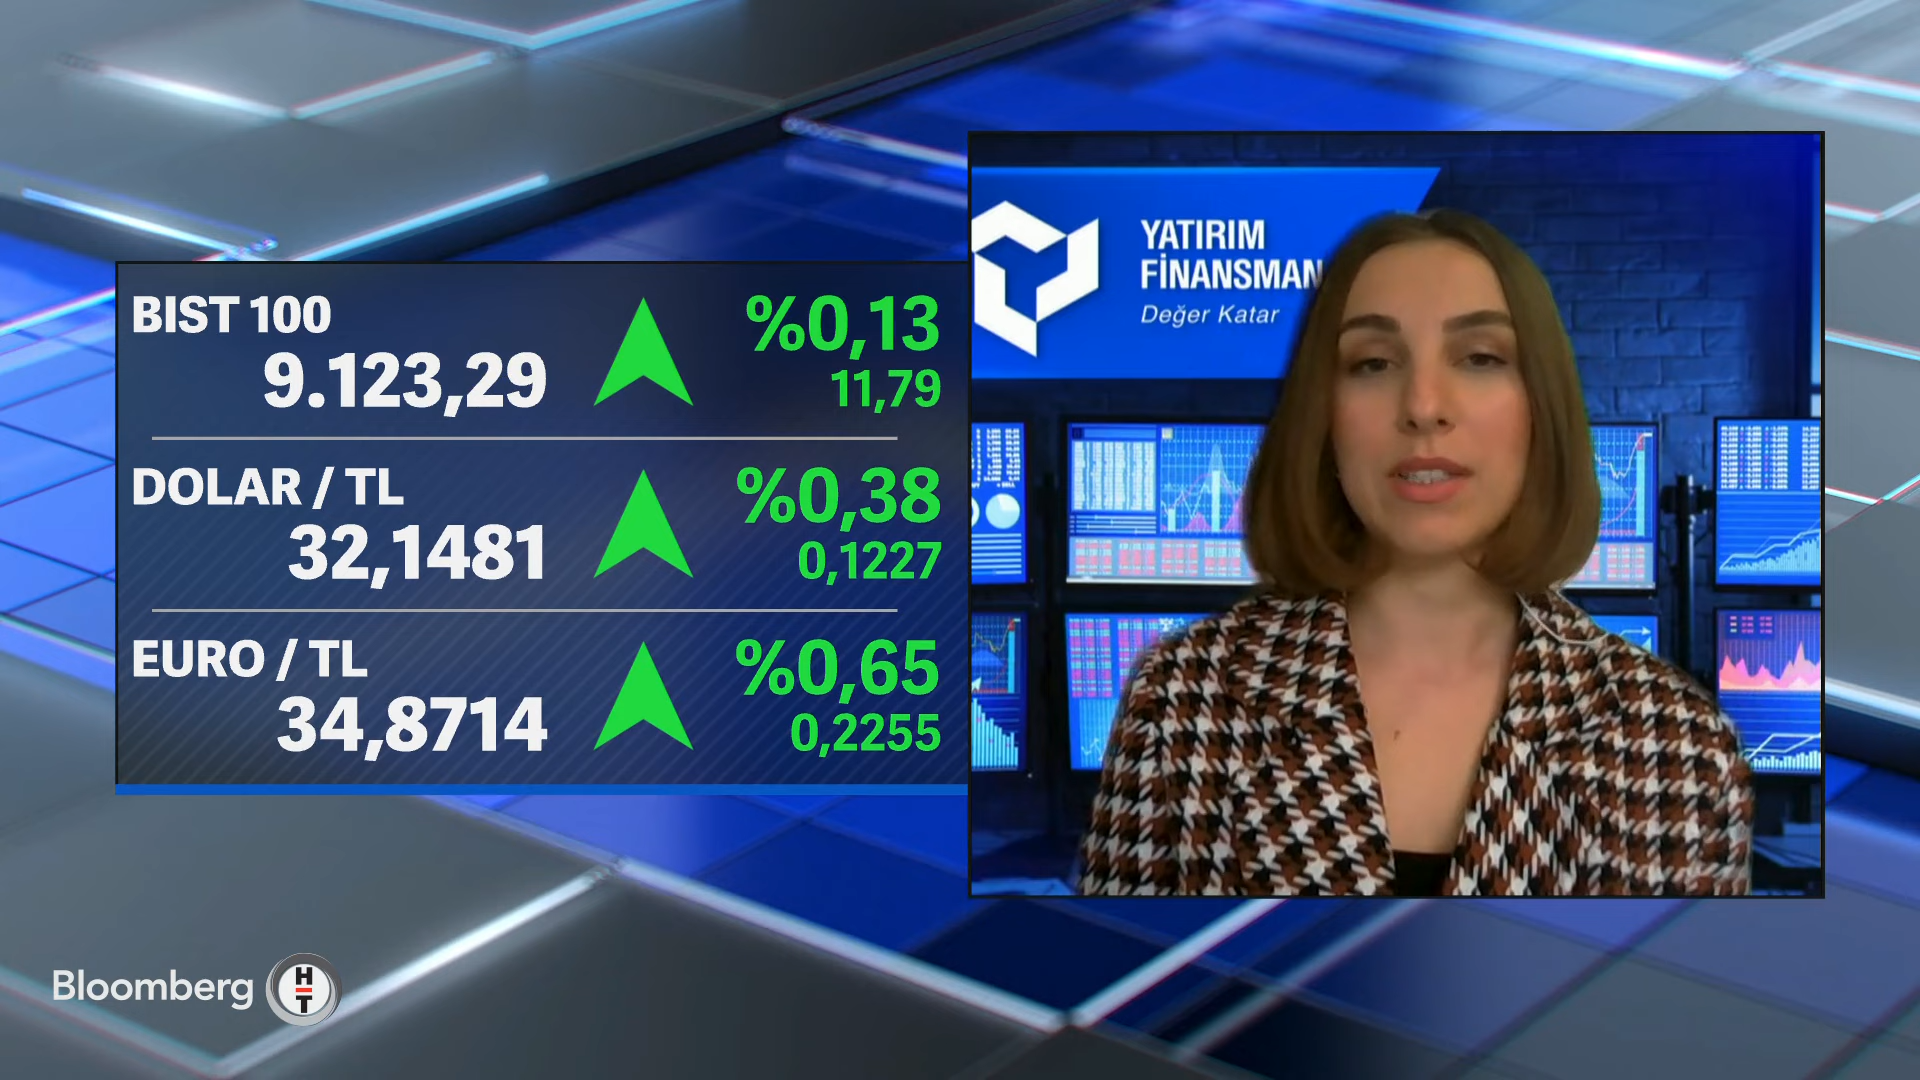 BIST 100
9.123,29
%0,13
11,79
DOLAR / TL
32,1481
%0,38
0,1227
EURO / TL
34,8714
%0,65
0,2255
YATIRIM
FİNANSMAN
Değer Katar
Bloomberg HT